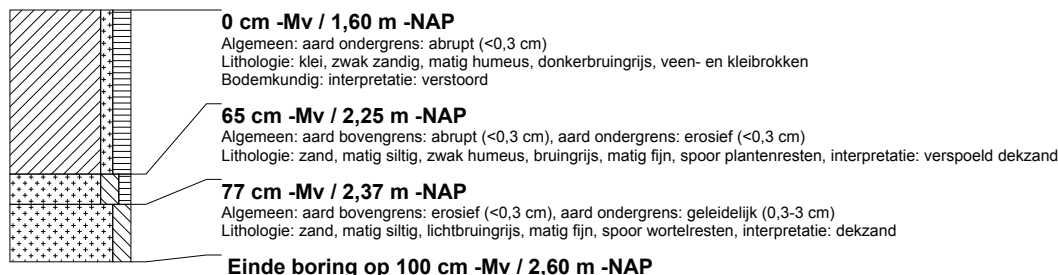 0 cm -Mv / 1,60 m -NAP
Algemeen: aard ondergrens: abrupt (<0,3 cm)
Lithologie: klei, zwak zandig, matig humeus, donkerbruingrijs, veen- en kleibrokken
Bodemkundig: interpretatie: verstoord
65 cm -Mv / 2,25 m -NAP
Algemeen: aard bovengrens: abrupt (<0,3 cm), aard ondergrens: erosief (<0,3 cm)
Lithologie: zand, matig siltig, zwak humeus, bruingrijs, matig fijn, spoor plantenresten, interpretatie: verspoeld dekzand
77 cm -Mv / 2,37 m -NAP
Algemeen: aard bovengrens: erosief (<0,3 cm), aard ondergrens: geleidelijk (0,3-3 cm)
Lithologie: zand, matig siltig, lichtbruingrijs, matig fijn, spoor wortelresten, interpretatie: dekzand
Einde boring op 100 cm -Mv / 2,60 m -NAP